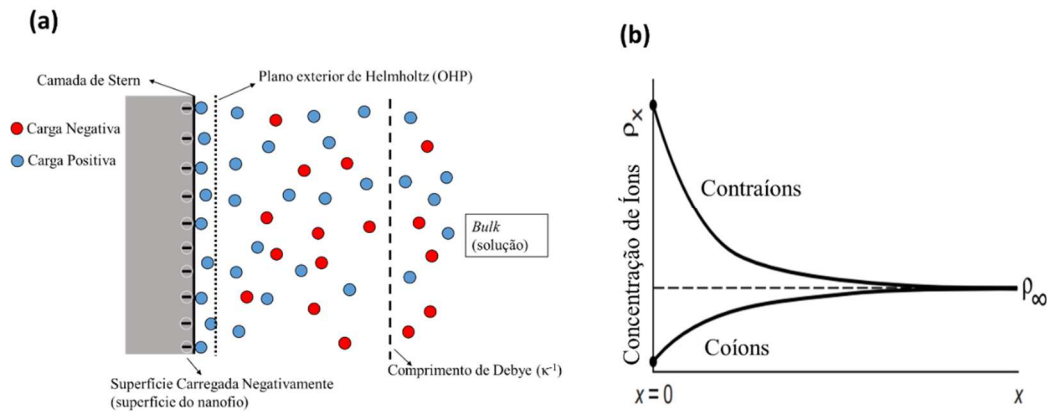 (a)
Camada de Stern
Plano exterior de Helmholtz (OHP)
Carga Negativa
Carga Positiva
Bulk
(solução)
Superfície Carregada Negativamente
(superfície do nanofio)
Comprimento de Debye (κ⁻¹)
(b)
Concentração de Íons
ρx
Contraíons
ρ∞
Coíons
x = 0
x